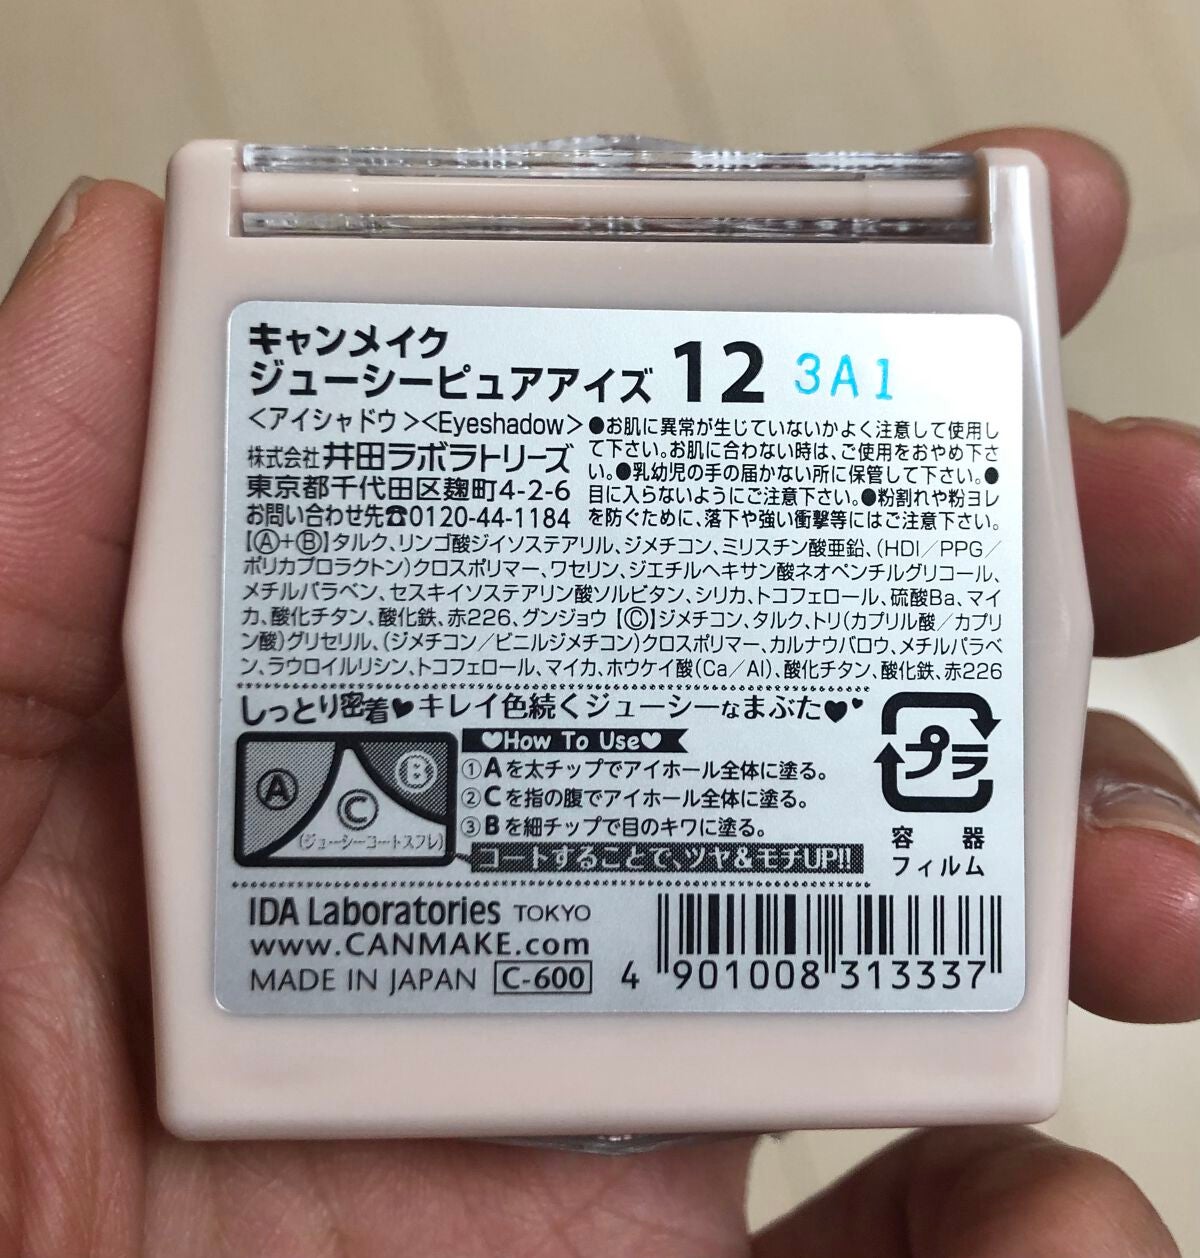 キャンメイク
ジューシーピュアアイズ 12 3A1
<アイシャドウ><Eyeshadow>
株式会社 井田ラボラトリーズ
東京都千代田区麹町4-2-6
お問い合わせ先☎0120-44-1184
●お肌に異常が生じていないかよく注意して使用し
て下さい。お肌に合わない時は、ご使用をおやめ下さ
い。●乳幼児の手の届かない所に保管して下さい。●
目に入らないようにご注意下さい。●粉割れや粉ヨレ
を防ぐために、落下や強い衝撃等にはご注意下さい。
【Ⓐ+Ⓑ】タルク、リンゴ酸ジイソステアリル、ジメチコン、ミリスチン酸亜鉛、(HDI/PPG/
ポリカプロラクトン)クロスポリマー、ワセリン、ジエチルヘキサン酸ネオペンチルグリコール、
メチルパラベン、セスキイソステアリン酸ソルビタン、シリカ、トコフェロール、硫酸Ba、マイ
カ、酸化チタン、酸化鉄、赤226、グンジョウ【Ⓒ】ジメチコン、タルク、トリ(カプリル酸/カプリ
ン酸)グリセリル、(ジメチコン/ビニルジメチコン)クロスポリマー、カルナウバロウ、メチルパラベ
ン、ラウロイルリシン、トコフェロール、マイカ、ホウケイ酸(Ca/Al)、酸化チタン、酸化鉄、赤226
しっとり密着♥キレイ色続くジューシーなまぶた♥♥
Ⓐ
Ⓑ
Ⓒ
(ジューシーコートスフレ)
♥How To Use♥
①Aを太チップでアイホール全体に塗る。
②Cを指の腹でアイホール全体に塗る。
③Bを細チップで目のキワに塗る。
コートすることで、ツヤ&モチUP!!
プラ
容器
フィルム
IDA Laboratories TOKYO
www.CANMAKE.com
MADE IN JAPAN C-600
4 901008 313337